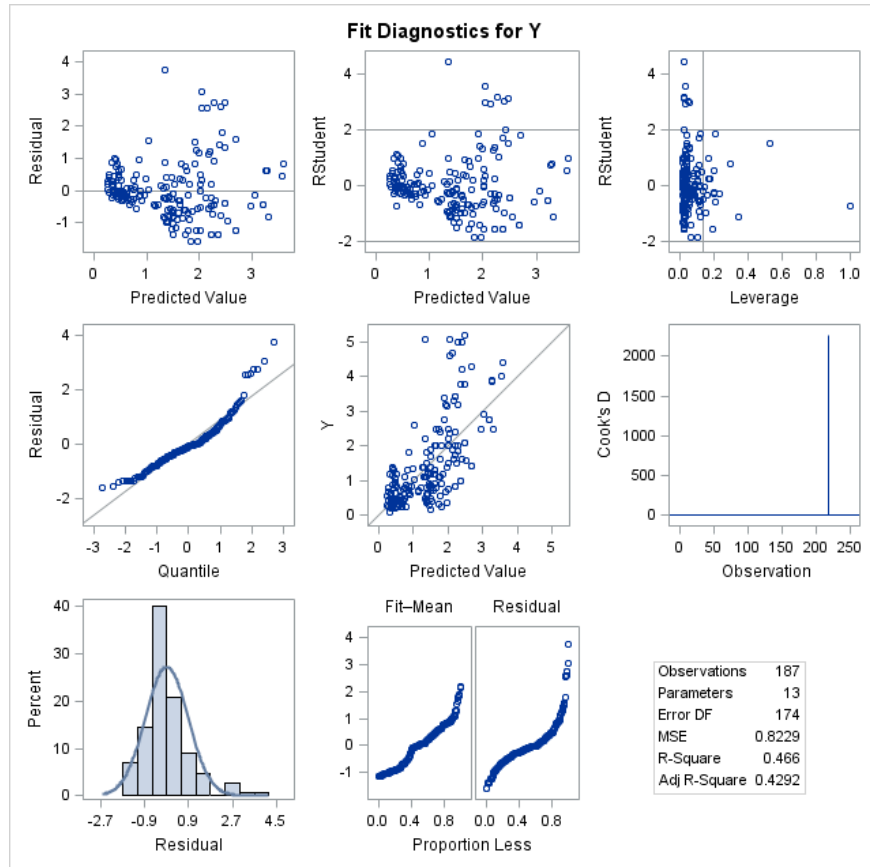 Fit Diagnostics for Y
Residual
4
3
2
1
0
-1
0 1 2 3
Predicted Value
RStudent
4
2
0
-2
0 1 2 3
Predicted Value
RStudent
4
2
0
-2
0.0 0.2 0.4 0.6 0.8 1.0
Leverage
Residual
4
2
0
-2
-3 -2 -1 0 1 2 3
Quantile
Y
5
4
3
2
1
0
0 1 2 3 4 5
Predicted Value
Cook's D
2000
1500
1000
500
0
0 50 100 150 200 250
Observation
Percent
40
30
20
10
0
-2.7 -0.9 0.9 2.7 4.5
Residual
Fit–Mean Residual
4
3
2
1
0
-1
0.0 0.4 0.8 0.0 0.4 0.8
Proportion Less
Observations 187
Parameters 13
Error DF 174
MSE 0.8229
R-Square 0.466
Adj R-Square 0.4292